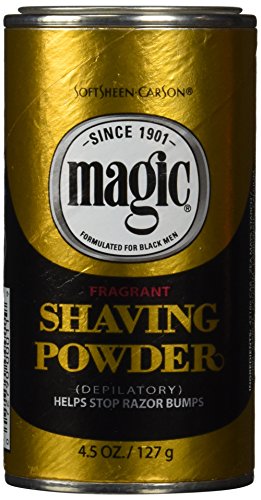 SOFTSHEEN-CARSON®
SINCE 1901
magic®
FORMULATED FOR BLACK MEN
FRAGRANT
SHAVING
POWDER
(DEPILATORY)
HELPS STOP RAZOR BUMPS
4.5 OZ./127 g